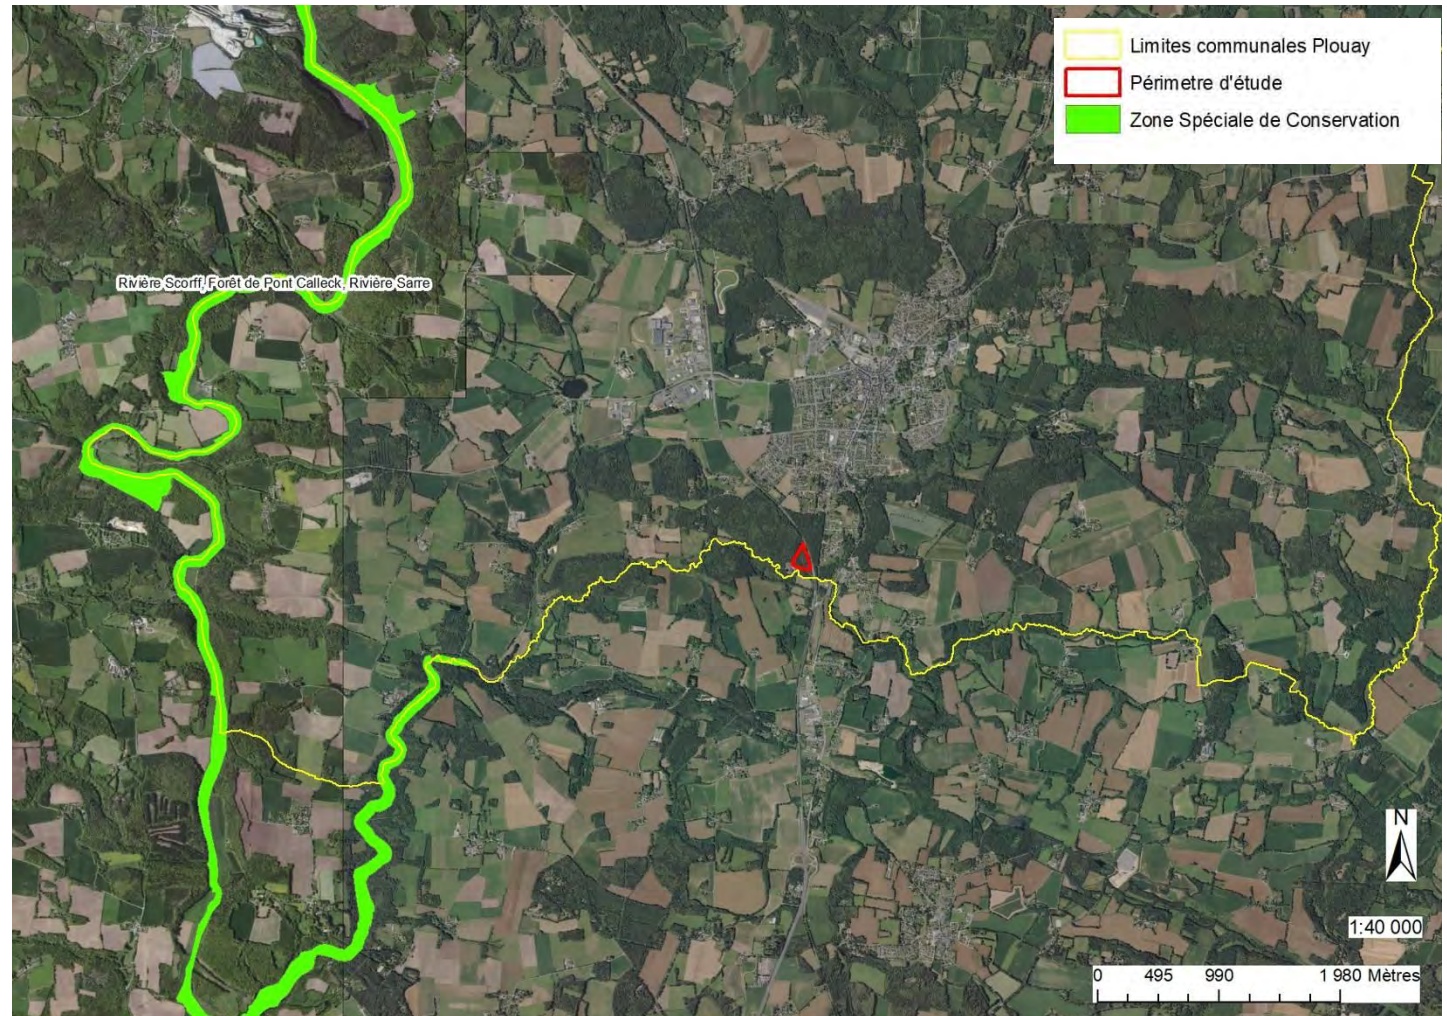 Limites communales Plouay
Périmetre d'étude
Zone Spéciale de Conservation
Rivière Scorff, Forêt de Pont Calleck, Rivière Sarre
N
1:40 000
0 495 990 1 980 Mètres